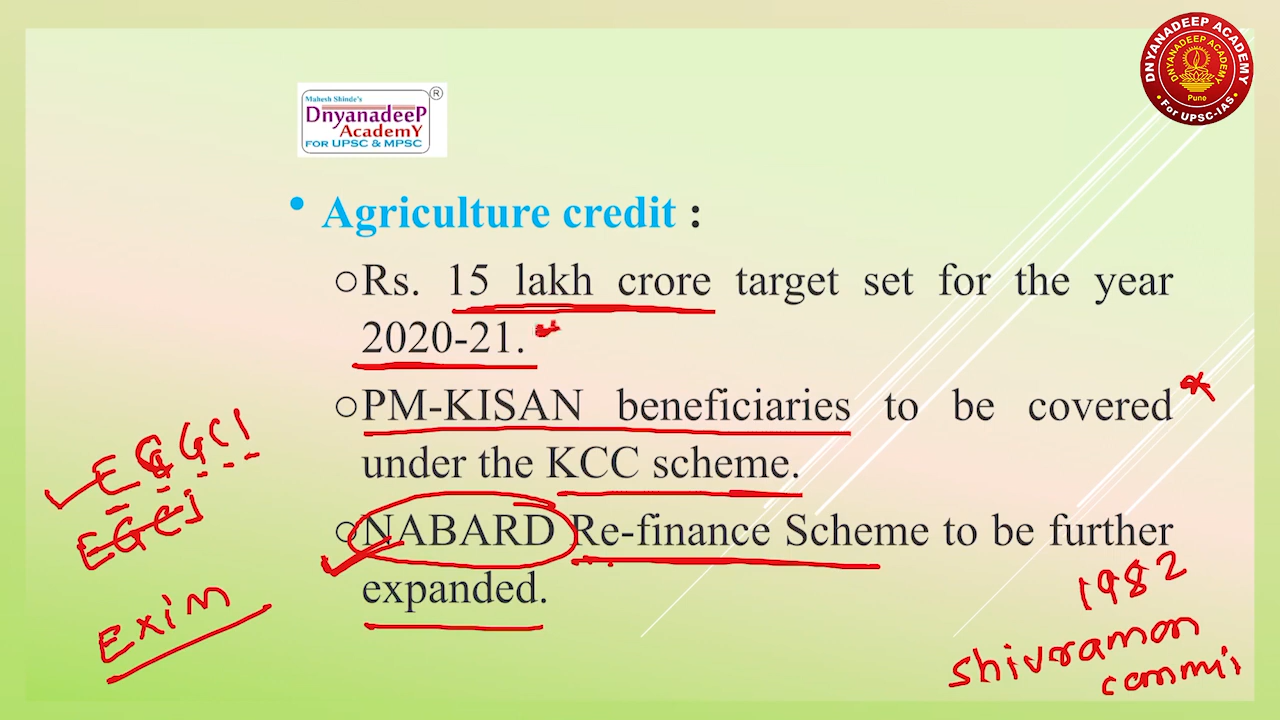 DNYANADEEP ACADEMY
DNYANADEEP ACADEMY
Pune
• For UPSC-IAS •
Mahesh Shinde's
DnyanadeeP
AcademY
FOR UPSC & MPSC
®
• Agriculture credit :
○Rs. 15 lakh crore target set for the year
2020-21.
○PM-KISAN beneficiaries to be covered
under the KCC scheme.
○NABARD Re-finance Scheme to be further
expanded.
EGCI
Exim
1982
Shivraman
commi